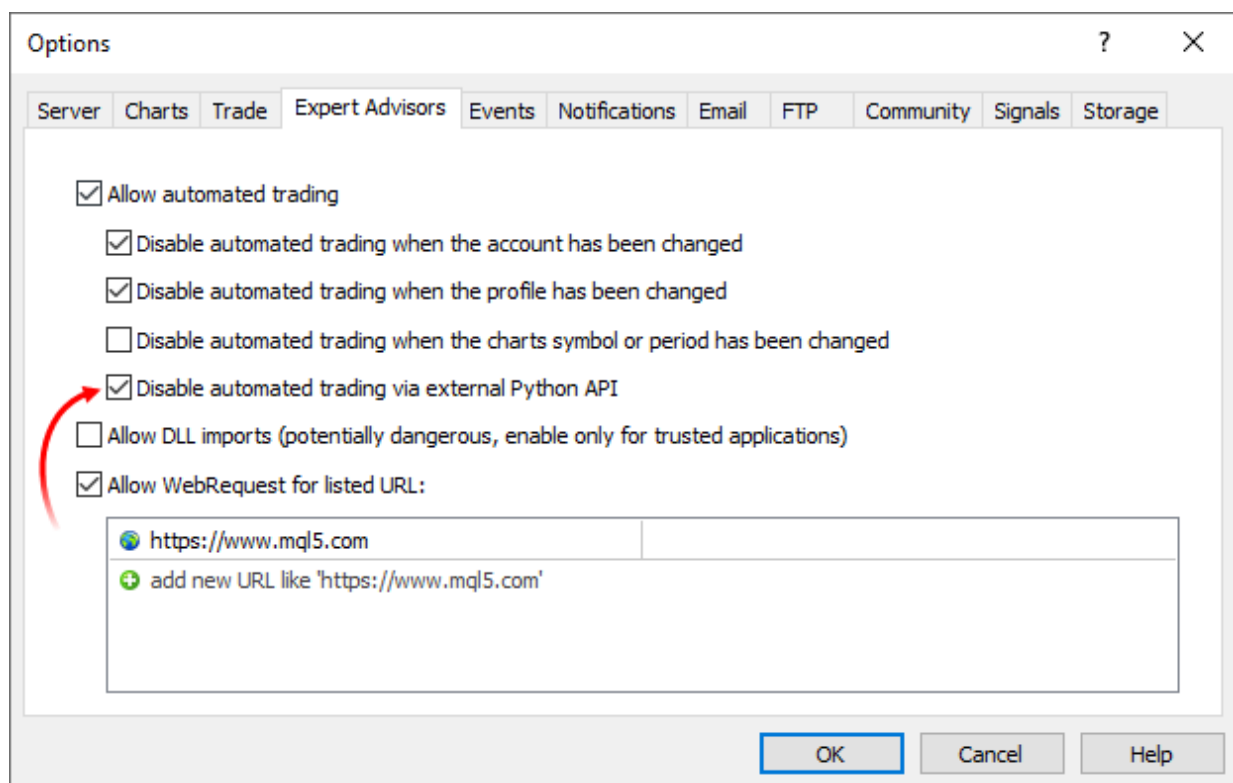 Options
Server Charts Trade Expert Advisors Events Notifications Email FTP Community Signals Storage
Allow automated trading
Disable automated trading when the account has been changed
Disable automated trading when the profile has been changed
Disable automated trading when the charts symbol or period has been changed
Disable automated trading via external Python API
Allow DLL imports (potentially dangerous, enable only for trusted applications)
Allow WebRequest for listed URL:
https://www.mql5.com
add new URL like 'https://www.mql5.com'
OK Cancel Help